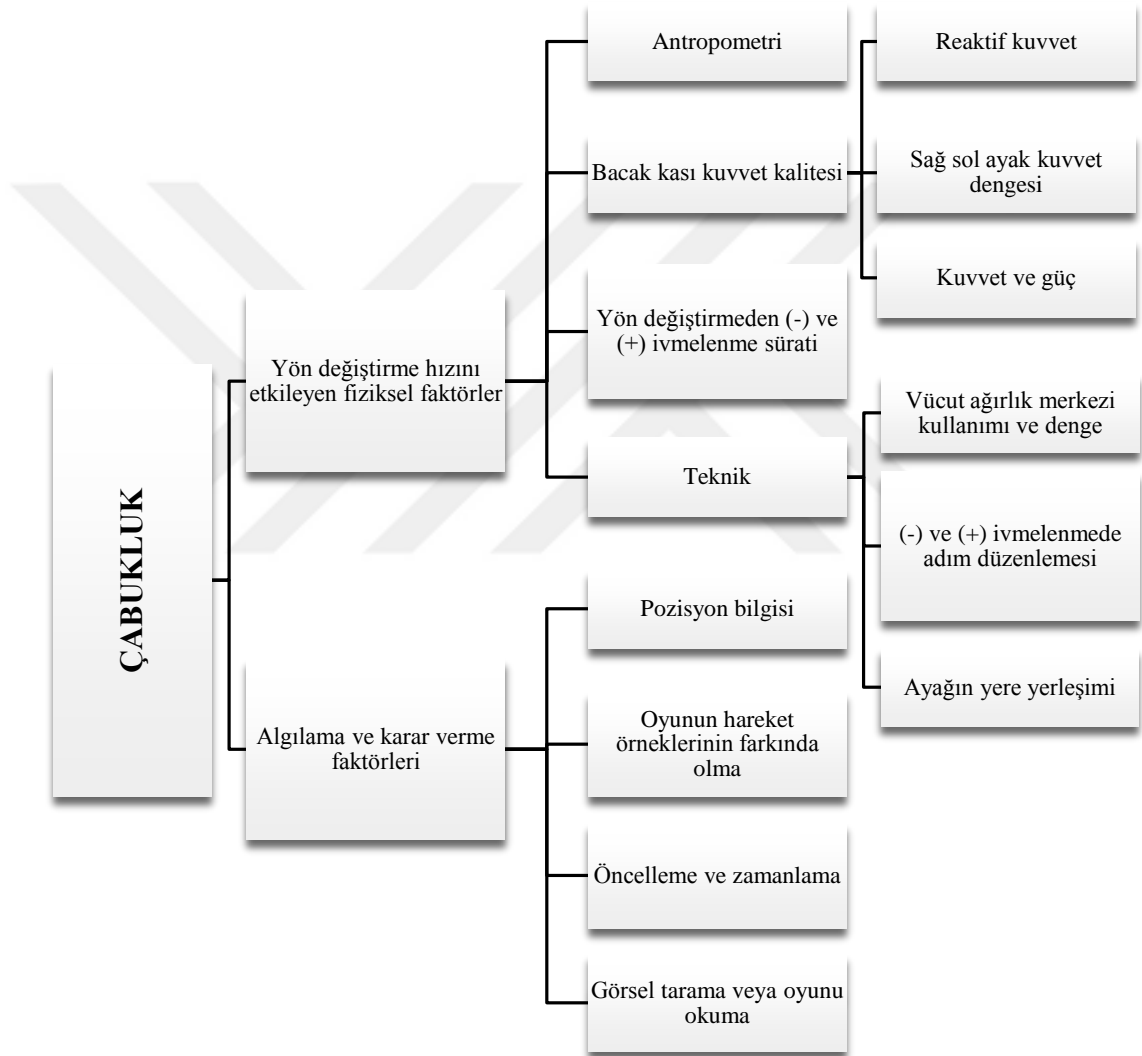 ÇABUKLUK
Yön değiştirme hızını
etkileyen fiziksel faktörler
Antropometri
Bacak kası kuvvet kalitesi
Reaktif kuvvet
Sağ sol ayak kuvvet
dengesi
Kuvvet ve güç
Yön değiştirmeden (-) ve
(+) ivmelenme sürati
Teknik
Vücut ağırlık merkezi
kullanımı ve denge
(-) ve (+) ivmelenmede
adım düzenlemesi
Ayağın yere yerleşimi
Algılama ve karar verme
faktörleri
Pozisyon bilgisi
Oyunun hareket
örneklerinin farkında
olma
Öncelleme ve zamanlama
Görsel tarama veya oyunu
okuma